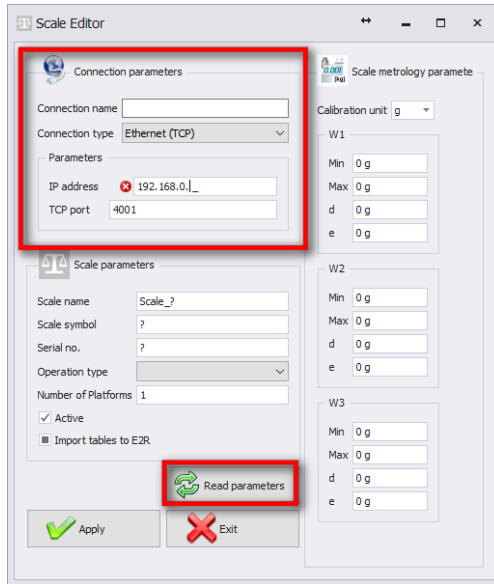 Scale Editor
Connection parameters
Connection name
Connection type Ethernet (TCP)
Parameters
IP address 192.168.0._
TCP port 4001
Scale parameters
Scale name Scale_?
Scale symbol ?
Serial no. ?
Operation type
Number of Platforms 1
Active
Import tables to E2R
Read parameters
Apply
Exit
0.000
[kg]
Scale metrology paramete
Calibration unit g
W1
Min 0 g
Max 0 g
d 0 g
e 0 g
W2
Min 0 g
Max 0 g
d 0 g
e 0 g
W3
Min 0 g
Max 0 g
d 0 g
e 0 g